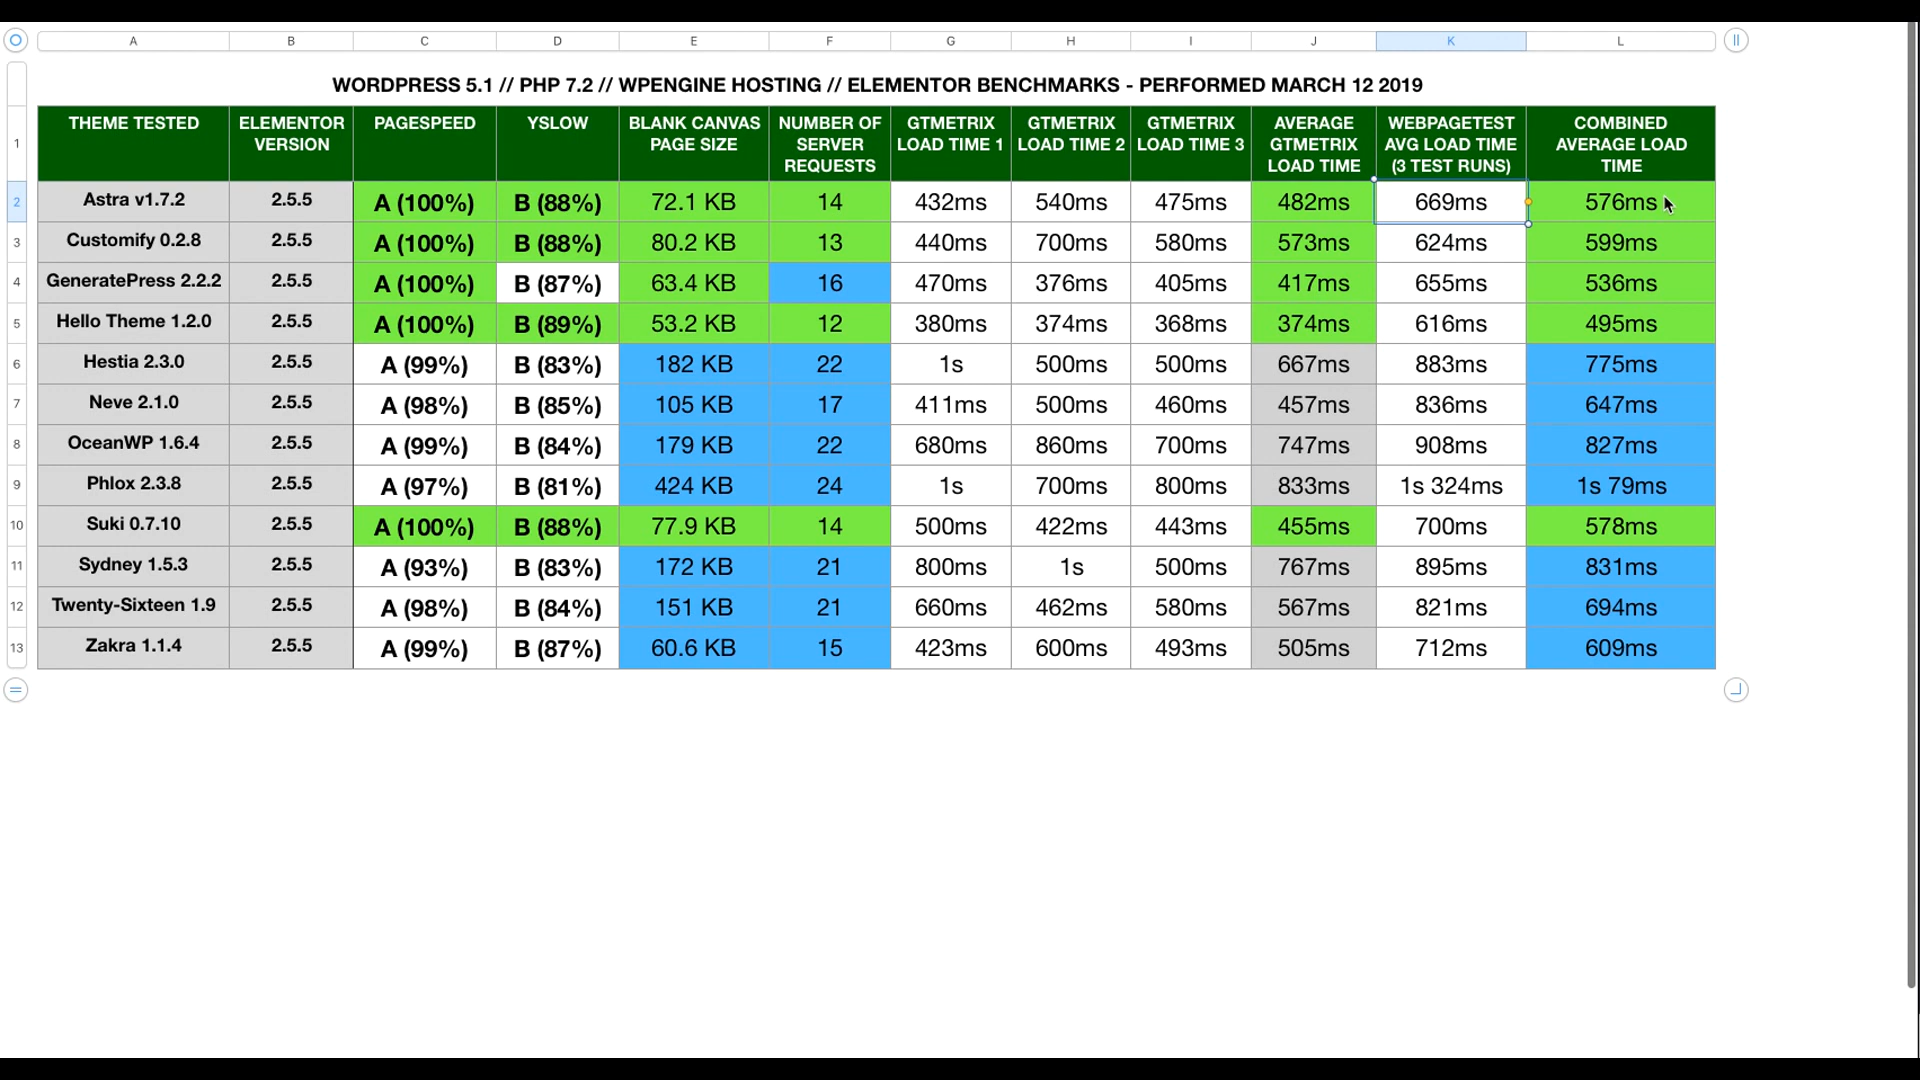 A B C D E F G H I J K L
WORDPRESS 5.1 // PHP 7.2 // WPENGINE HOSTING // ELEMENTOR BENCHMARKS - PERFORMED MARCH 12 2019
1 THEME TESTED ELEMENTOR VERSION PAGESPEED YSLOW BLANK CANVAS PAGE SIZE NUMBER OF SERVER REQUESTS GTMETRIX LOAD TIME 1 GTMETRIX LOAD TIME 2 GTMETRIX LOAD TIME 3 AVERAGE GTMETRIX LOAD TIME WEBPAGETEST AVG LOAD TIME (3 TEST RUNS) COMBINED AVERAGE LOAD TIME
2 Astra v1.7.2 2.5.5 A (100%) B (88%) 72.1 KB 14 432ms 540ms 475ms 482ms 669ms 576ms
3 Customify 0.2.8 2.5.5 A (100%) B (88%) 80.2 KB 13 440ms 700ms 580ms 573ms 624ms 599ms
4 GeneratePress 2.2.2 2.5.5 A (100%) B (87%) 63.4 KB 16 470ms 376ms 405ms 417ms 655ms 536ms
5 Hello Theme 1.2.0 2.5.5 A (100%) B (89%) 53.2 KB 12 380ms 374ms 368ms 374ms 616ms 495ms
6 Hestia 2.3.0 2.5.5 A (99%) B (83%) 182 KB 22 1s 500ms 500ms 667ms 883ms 775ms
7 Neve 2.1.0 2.5.5 A (98%) B (85%) 105 KB 17 411ms 500ms 460ms 457ms 836ms 647ms
8 OceanWP 1.6.4 2.5.5 A (99%) B (84%) 179 KB 22 680ms 860ms 700ms 747ms 908ms 827ms
9 Phlox 2.3.8 2.5.5 A (97%) B (81%) 424 KB 24 1s 700ms 800ms 833ms 1s 324ms 1s 79ms
10 Suki 0.7.10 2.5.5 A (100%) B (88%) 77.9 KB 14 500ms 422ms 443ms 455ms 700ms 578ms
11 Sydney 1.5.3 2.5.5 A (93%) B (83%) 172 KB 21 800ms 1s 500ms 767ms 895ms 831ms
12 Twenty-Sixteen 1.9 2.5.5 A (98%) B (84%) 151 KB 21 660ms 462ms 580ms 567ms 821ms 694ms
13 Zakra 1.1.4 2.5.5 A (99%) B (87%) 60.6 KB 15 423ms 600ms 493ms 505ms 712ms 609ms